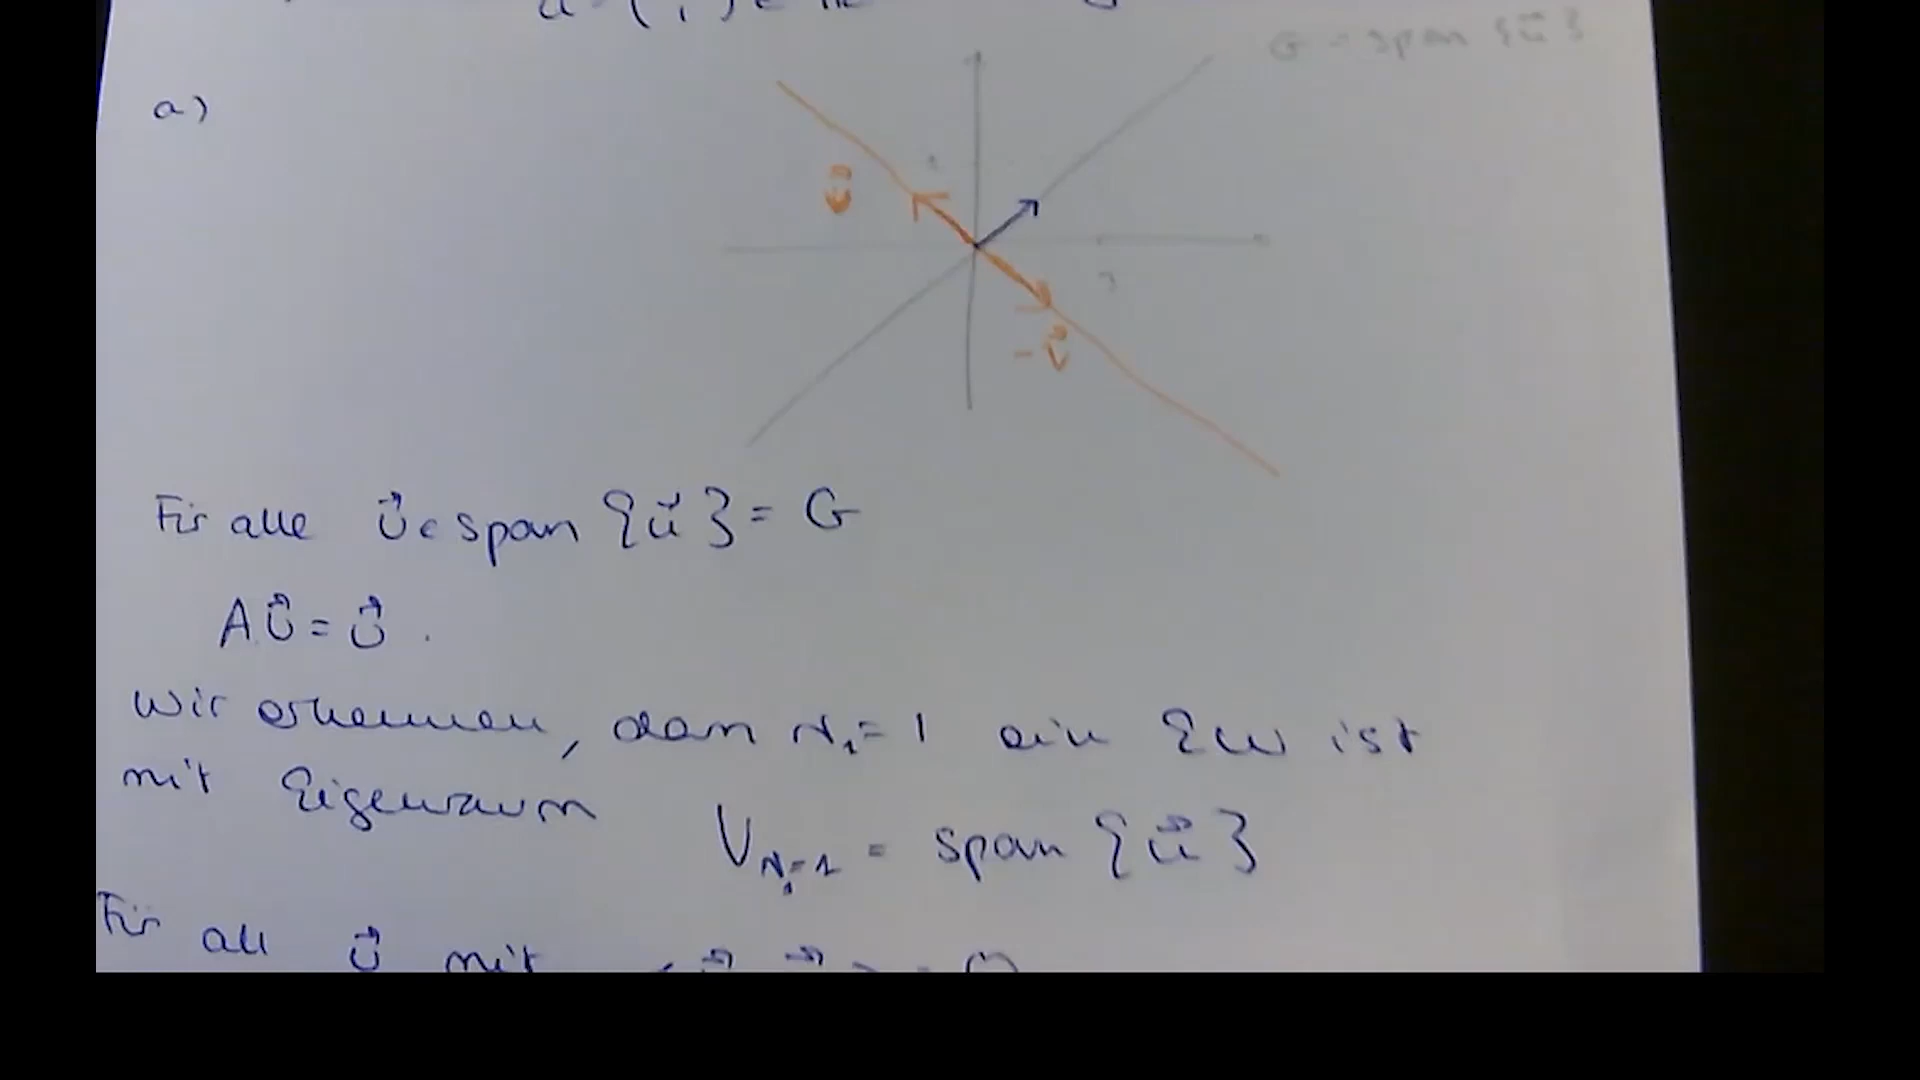 G = span {u⃗}
a)
v⃗
-v⃗
Für alle v⃗ ∈ span {u⃗} = G
A v⃗ = v⃗ .
Wir erkennen, dass λ₁ = 1 ein EW ist
mit Eigenraum V_λ₁=1 = span {u⃗}
Für all v⃗ mit